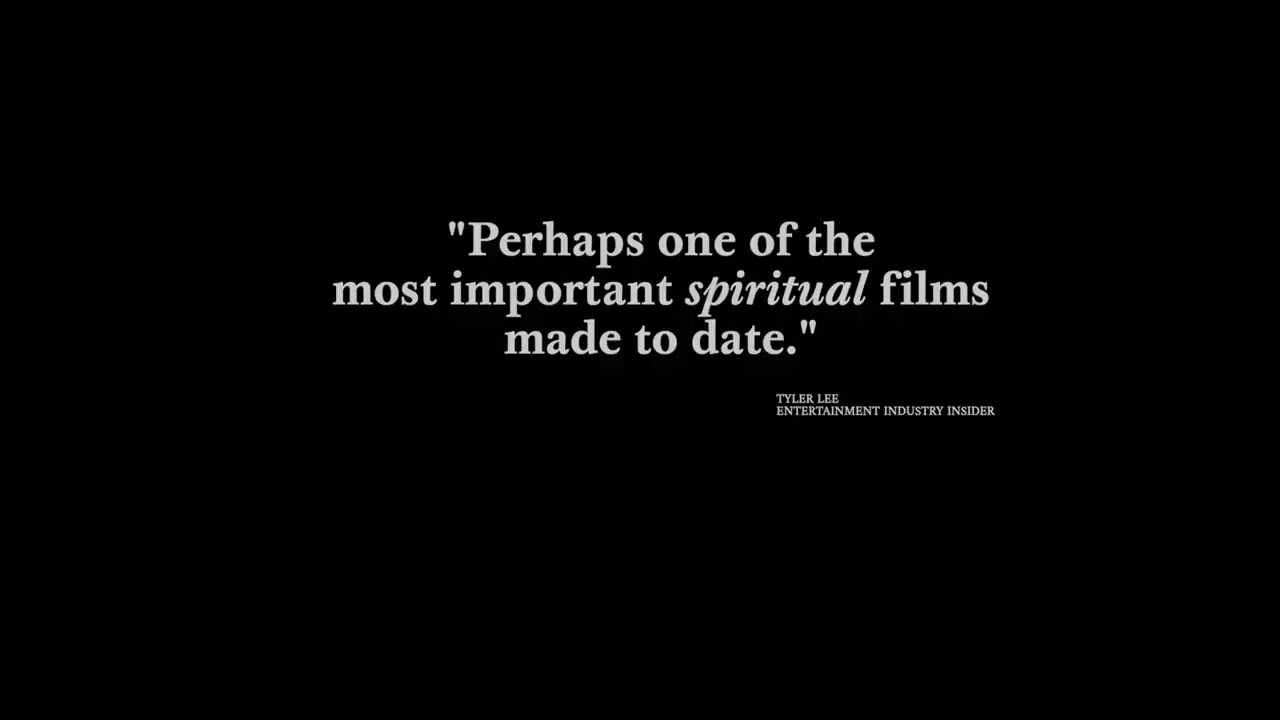 "Perhaps one of the
most important spiritual films
made to date."
TYLER LEE
ENTERTAINMENT INDUSTRY INSIDER